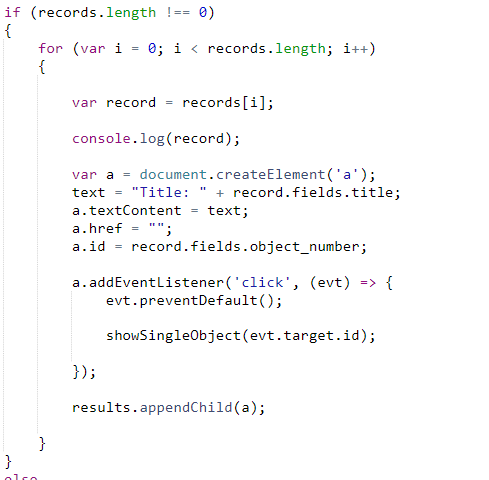 if (records.length !== 0)
{
for (var i = 0; i < records.length; i++)
{
var record = records[i];
console.log(record);
var a = document.createElement('a');
text = "Title: " + record.fields.title;
a.textContent = text;
a.href = "";
a.id = record.fields.object_number;
a.addEventListener('click', (evt) => {
evt.preventDefault();
showSingleObject(evt.target.id);
});
results.appendChild(a);
}
}
else